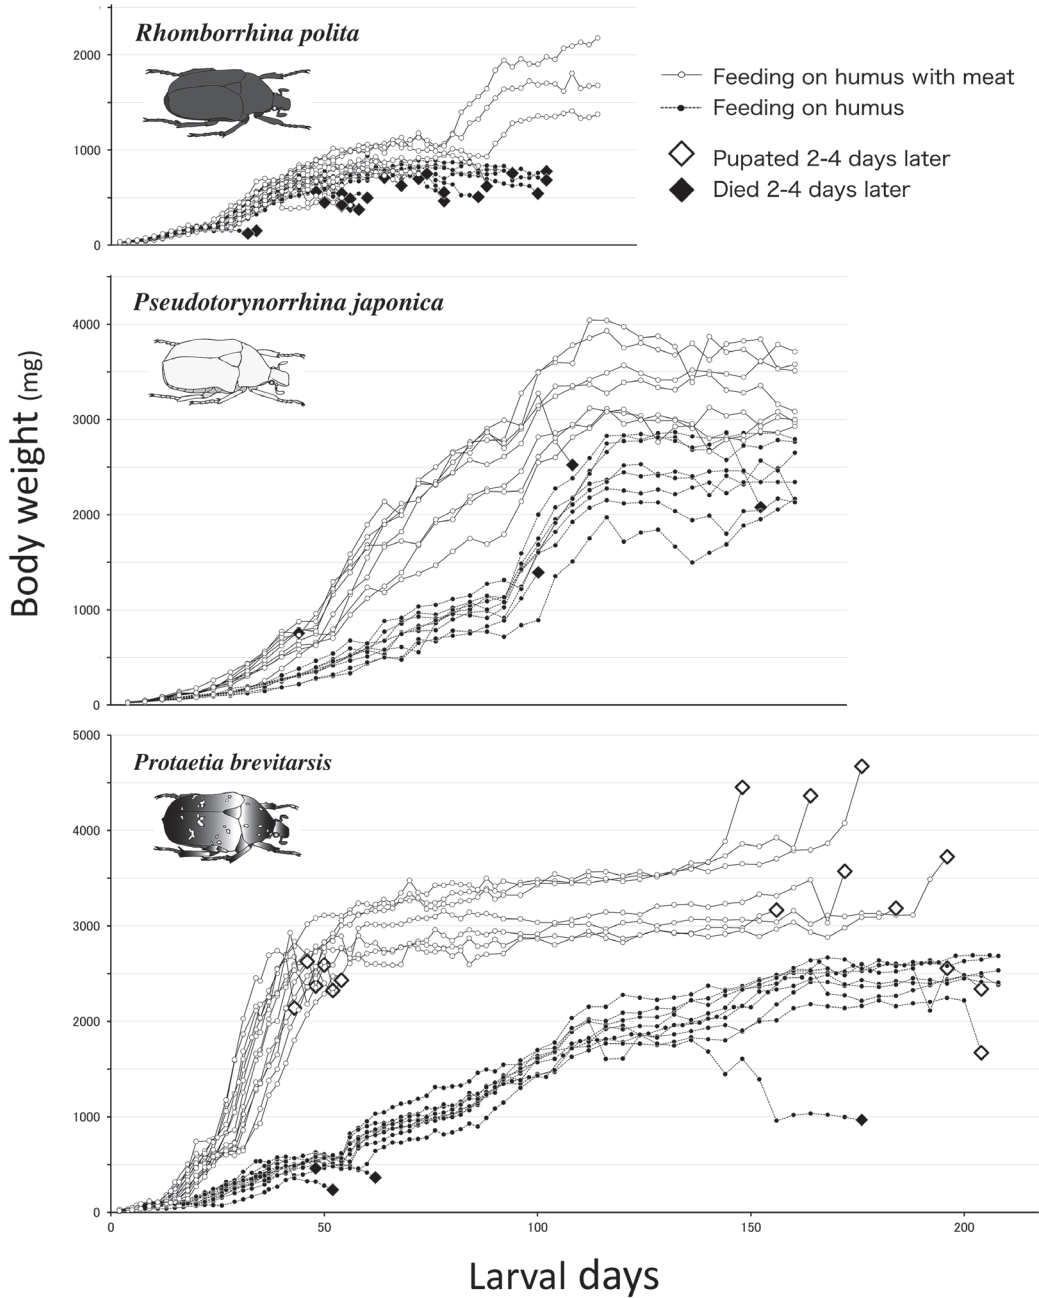 Rhomborrhina polita
2000
1000
0
Feeding on humus with meat
Feeding on humus
Pupated 2-4 days later
Died 2-4 days later
Pseudotorynorrhina japonica
4000
3000
2000
1000
0
Body weight (mg)
Protaetia brevitarsis
5000
4000
3000
2000
1000
0
0 50 100 150 200
Larval days